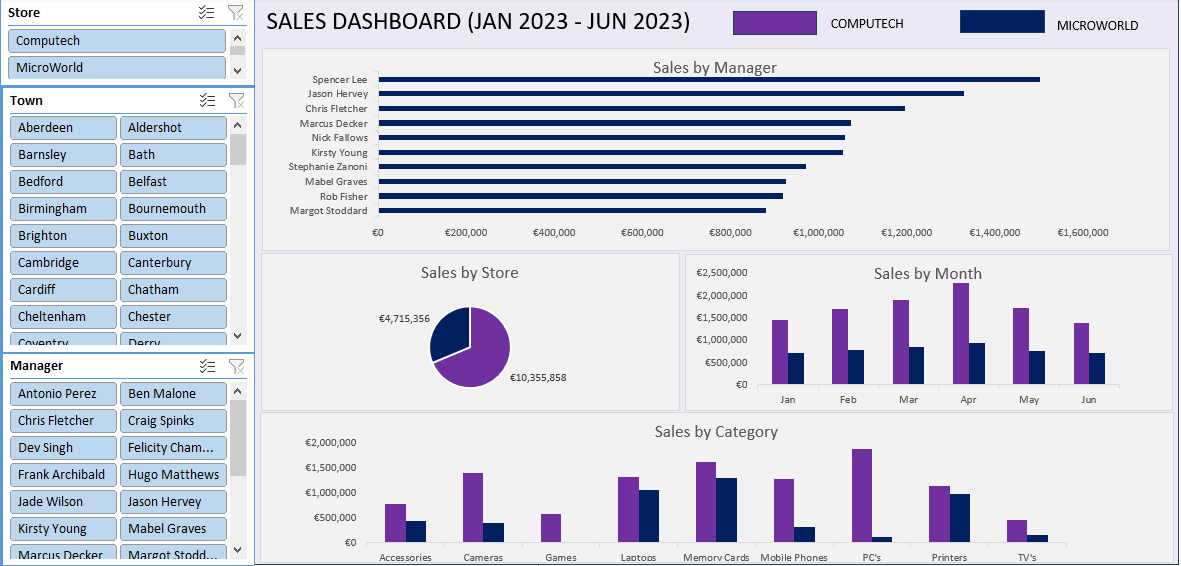 Store
Computech
MicroWorld
Town
Aberdeen Aldershot
Barnsley Bath
Bedford Belfast
Birmingham Bournemouth
Brighton Buxton
Cambridge Canterbury
Cardiff Chatham
Cheltenham Chester
Coventry Derry
Manager
Antonio Perez Ben Malone
Chris Fletcher Craig Spinks
Dev Singh Felicity Cham...
Frank Archibald Hugo Matthews
Jade Wilson Jason Hervey
Kirsty Young Mabel Graves
Marcus Decker Margot Stodd...
SALES DASHBOARD (JAN 2023 - JUN 2023) COMPUTECH MICROWORLD
Sales by Manager
Spencer Lee
Jason Hervey
Chris Fletcher
Marcus Decker
Nick Fallows
Kirsty Young
Stephanie Zanoni
Mabel Graves
Rob Fisher
Margot Stoddard
€0 €200,000 €400,000 €600,000 €800,000 €1,000,000 €1,200,000 €1,400,000 €1,600,000
Sales by Store
€4,715,356
€10,355,858
Sales by Month
€2,500,000
€2,000,000
€1,500,000
€1,000,000
€500,000
€0
Jan Feb Mar Apr May Jun
Sales by Category
€2,000,000
€1,500,000
€1,000,000
€500,000
€0
Accessories Cameras Games Laptops Memory Cards Mobile Phones PC's Printers TV's